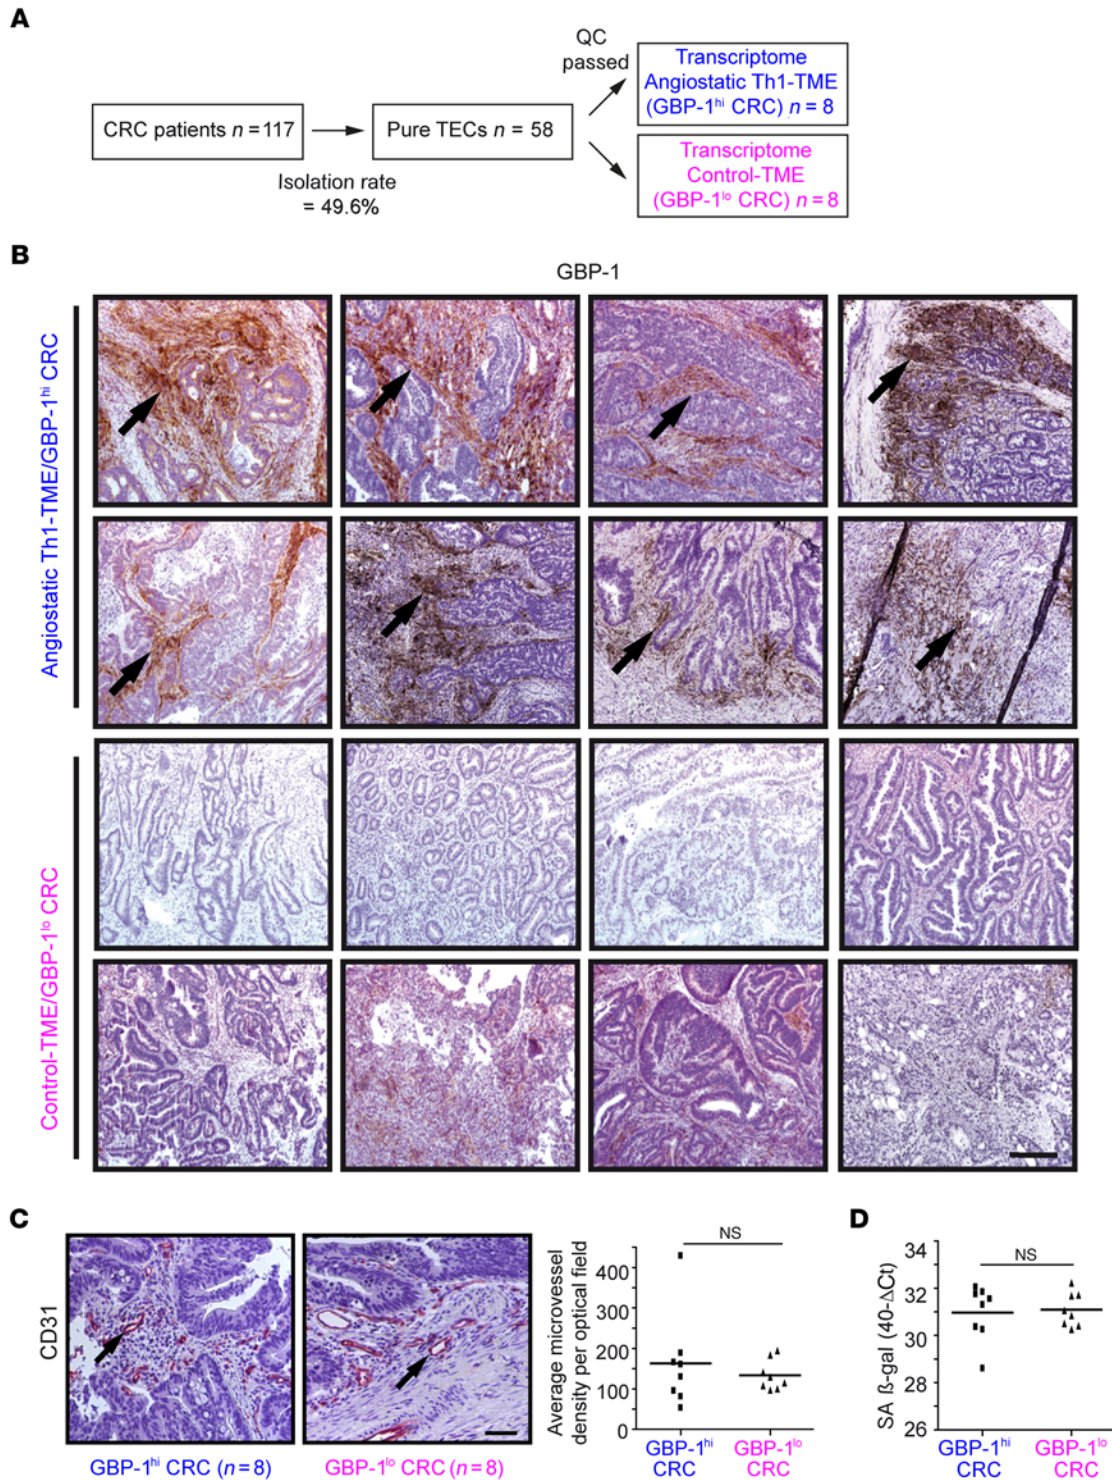 A
CRC patients n = 117
Isolation rate
= 49.6%
Pure TECs n = 58
QC
passed
Transcriptome
Angiostatic Th1-TME
(GBP-1hi CRC) n = 8
Transcriptome
Control-TME
(GBP-1lo CRC) n = 8
B
GBP-1
Angiostatic Th1-TME/GBP-1hi CRC
Control-TME/GBP-1lo CRC
C
CD31
GBP-1hi CRC (n = 8)
GBP-1lo CRC (n = 8)
Average microvessel
density per optical field
NS
400
300
200
100
0
GBP-1hi
CRC
GBP-1lo
CRC
D
SA ß-gal (40-ΔCt)
NS
34
32
30
28
26
GBP-1hi
CRC
GBP-1lo
CRC